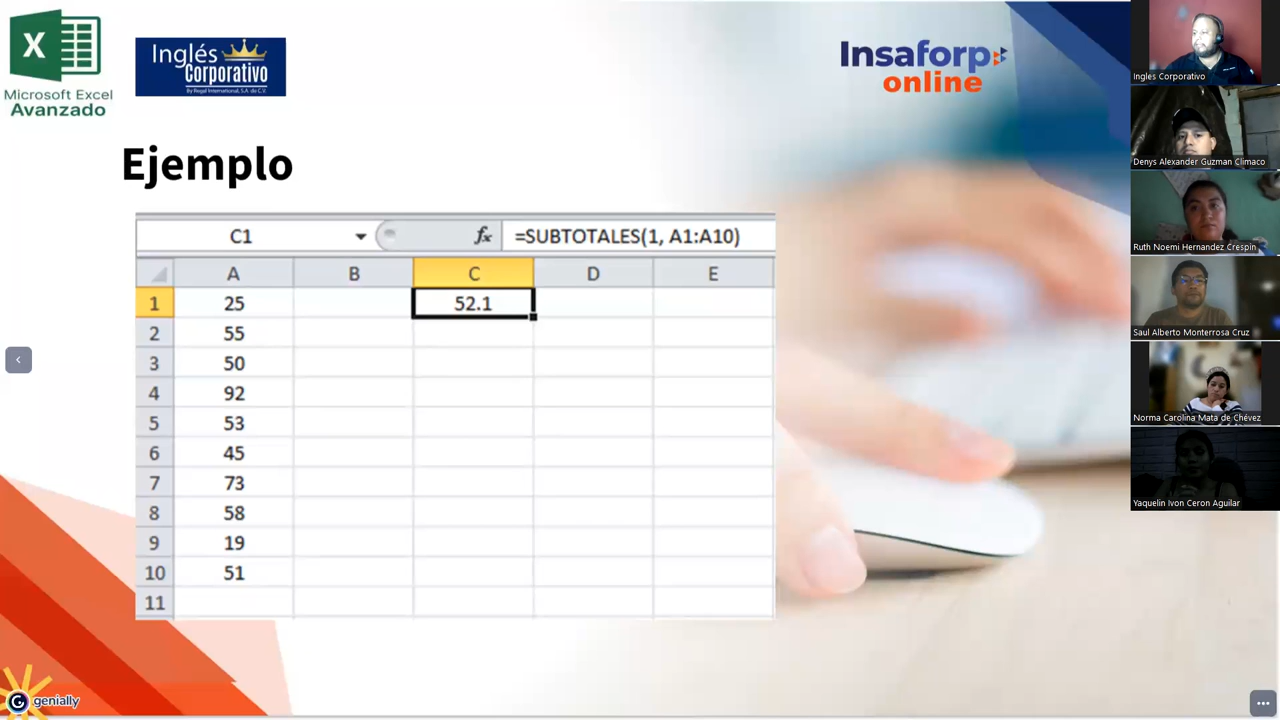 X
Microsoft Excel
Avanzado
Inglés
Corporativo
By Regal International, S.A. de C.V.
Insaforp
online
Ejemplo
C1 fx =SUBTOTALES(1, A1:A10)
A B C D E
1 25 52.1
2 55
3 50
4 92
5 53
6 45
7 73
8 58
9 19
10 51
11
G genially
Ingles Corporativo
Denys Alexander Guzman Climaco
Ruth Noemi Hernandez Crespin
Saul Alberto Monterrosa Cruz
Norma Carolina Mata de Chévez
Yaquelin Ivon Ceron Aguilar